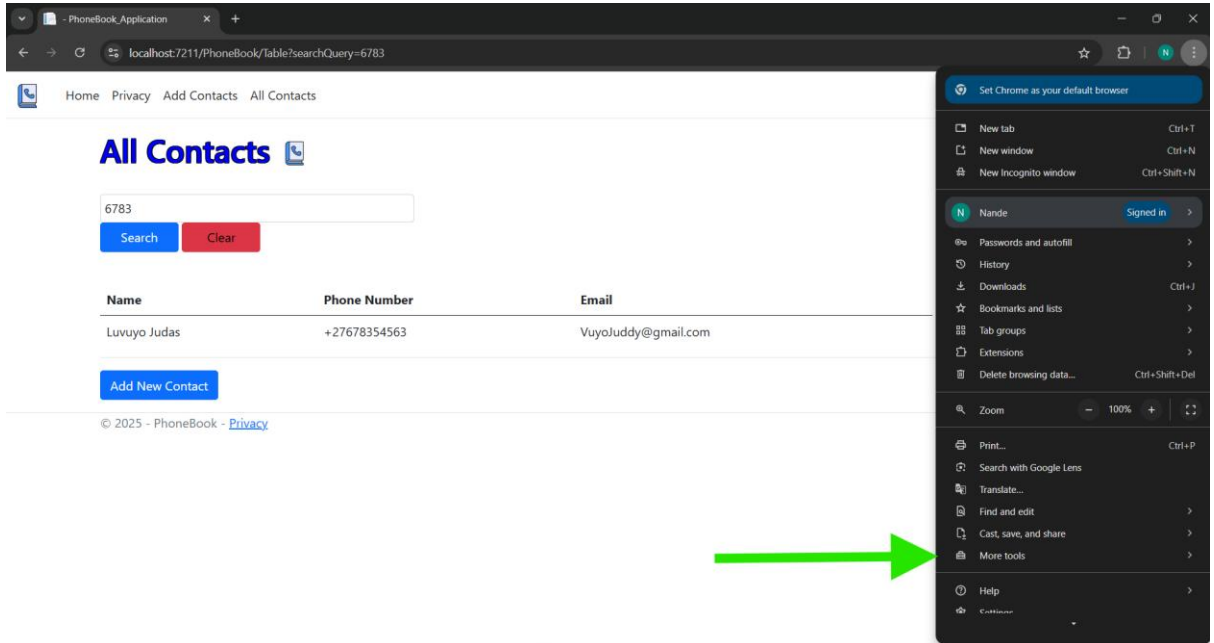 - PhoneBook_Application
localhost:7211/PhoneBook/Table?searchQuery=6783
N
Home Privacy Add Contacts All Contacts
All Contacts
6783
Search Clear
Name Phone Number Email
Luvuyo Judas +27678354563 VuyoJuddy@gmail.com
Add New Contact
© 2025 - PhoneBook - Privacy
Set Chrome as your default browser
New tab Ctrl+T
New window Ctrl+N
New Incognito window Ctrl+Shift+N
N Nande Signed in
Passwords and autofill
History
Downloads Ctrl+J
Bookmarks and lists
Tab groups
Extensions
Delete browsing data... Ctrl+Shift+Del
Zoom - 100% +
Print... Ctrl+P
Search with Google Lens
Translate...
Find and edit
Cast, save, and share
More tools
Help
Settings